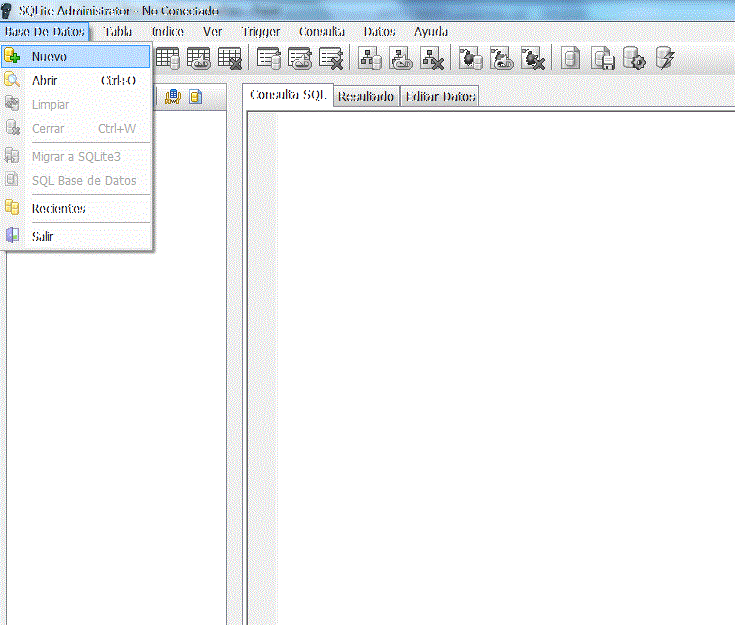 SQLite Administrator - No Conectado
Base De Datos Tabla Índice Ver Trigger Consulta Datos Ayuda
Nuevo
Abrir Ctrl+O
Limpiar
Cerrar Ctrl+W
Migrar a SQLite3
SQL Base de Datos
Recientes
Salir
Consulta SQL Resultado Editar Datos